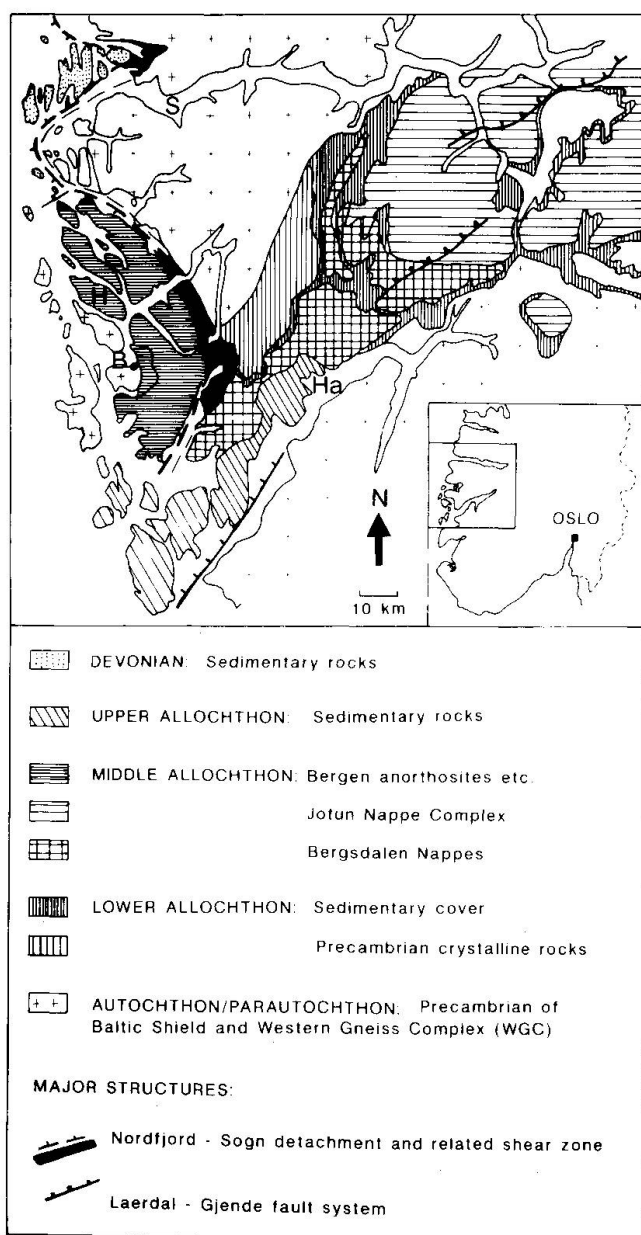 S
H
B
Ha
N
10 km
OSLO
DEVONIAN: Sedimentary rocks
UPPER ALLOCHTHON: Sedimentary rocks
MIDDLE ALLOCHTHON: Bergen anorthosites etc.
Jotun Nappe Complex
Bergsdalen Nappes
LOWER ALLOCHTHON: Sedimentary cover
Precambrian crystalline rocks
AUTOCHTHON/PARAUTOCHTHON: Precambrian of
Baltic Shield and Western Gneiss Complex (WGC)
MAJOR STRUCTURES:
Nordfjord - Sogn detachment and related shear zone
Laerdal - Gjende fault system